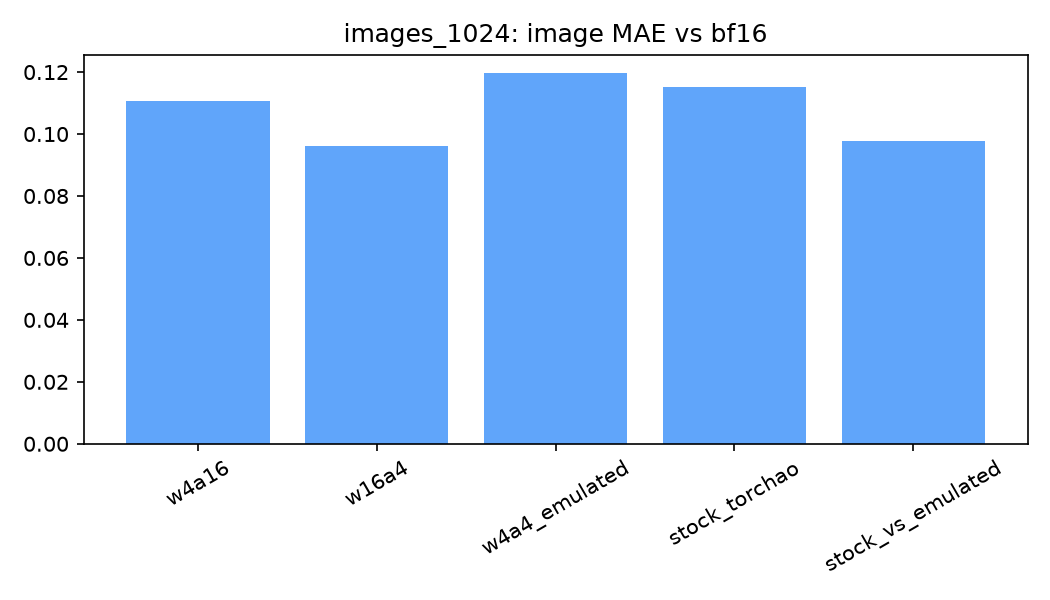 images_1024: image MAE vs bf16
0.12
0.10
0.08
0.06
0.04
0.02
0.00
w4a16
w16a4
w4a4_emulated
stock_torchao
stock_vs_emulated